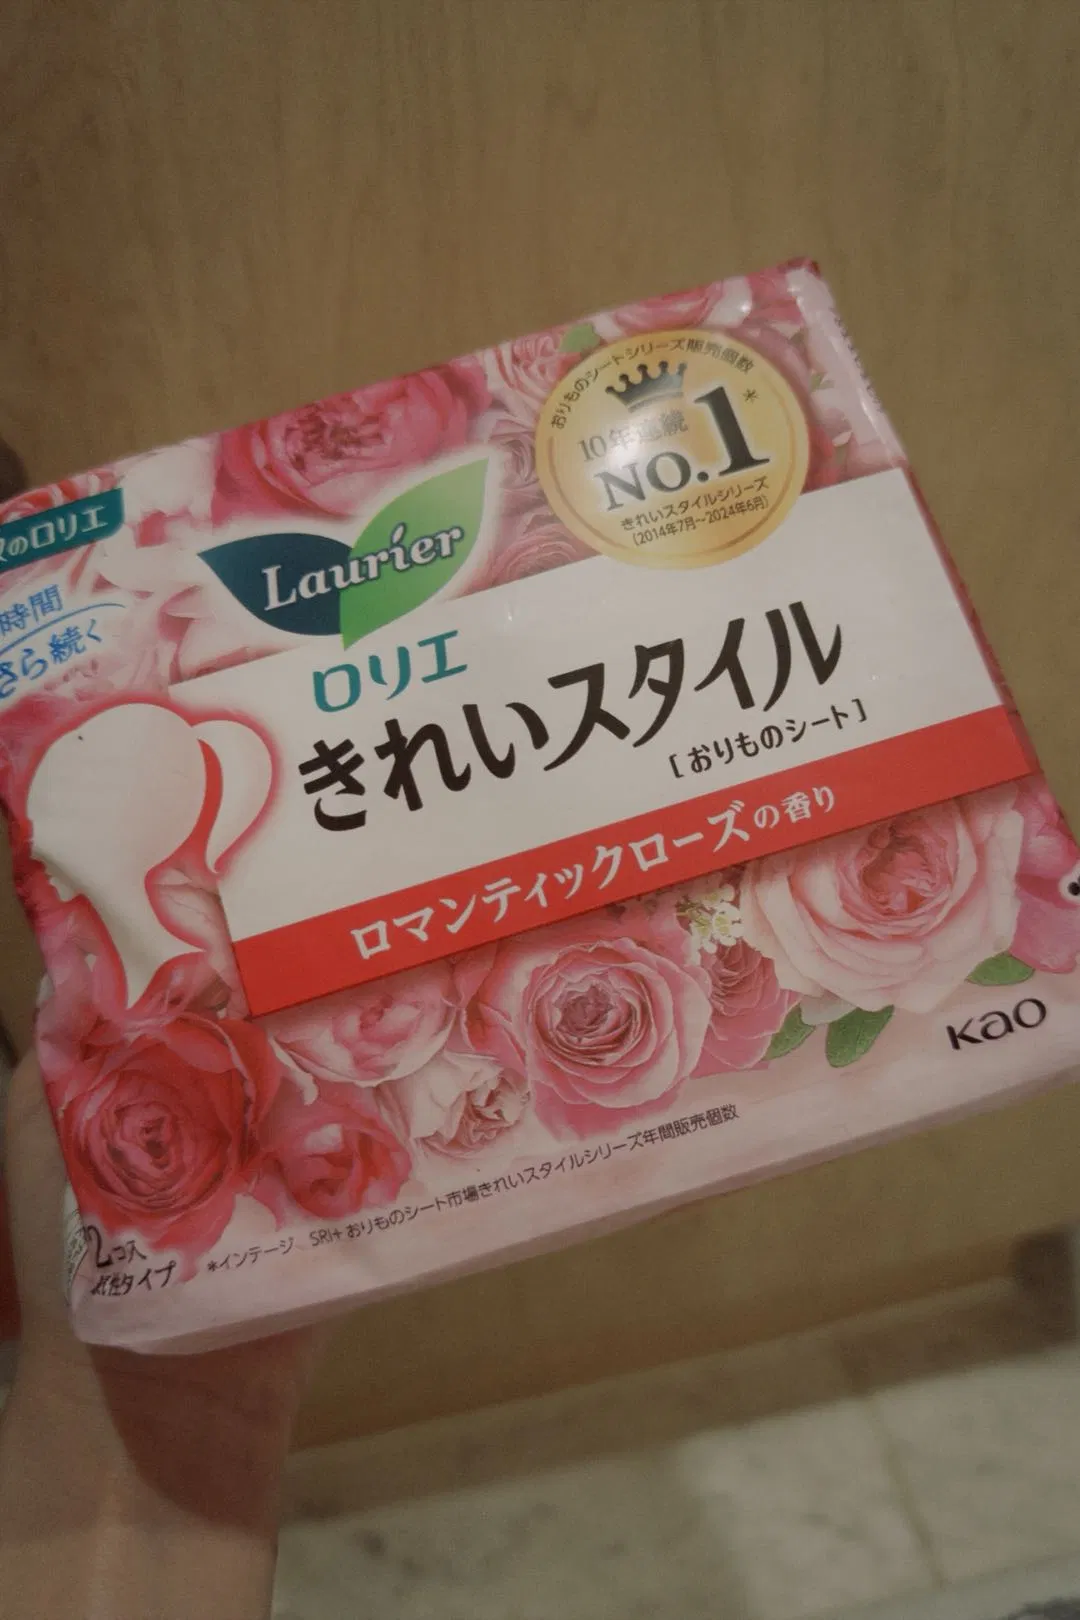 おりものシートシリーズ販売個数
10年連続
NO.1*
きれいスタイルシリーズ
(2014年7月～2024年6月)
のロリエ
Laurier
時間
さら続く
ロリエ
きれいスタイル
[おりものシート]
ロマンティックローズの香り
Kao
2コ入
タイプ
*インテージ SRI+ おりものシート市場きれいスタイルシリーズ年間販売個数